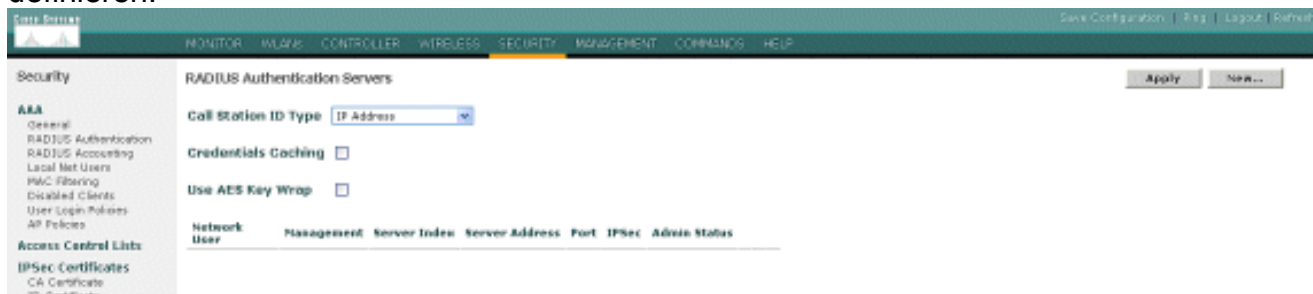 definieren.
Cisco Systems
Save Configuration | Ping | Logout | Refresh
MONITOR WLANs CONTROLLER WIRELESS SECURITY MANAGEMENT COMMANDS HELP
Security
RADIUS Authentication Servers
Apply New...
AAA
General
RADIUS Authentication
RADIUS Accounting
Local Net Users
MAC Filtering
Disabled Clients
User Login Policies
AP Policies
Access Control Lists
IPSec Certificates
CA Certificate
Call Station ID Type IP Address
Credentials Caching
Use AES Key Wrap
Network User Management Server Index Server Address Port IPSec Admin Status